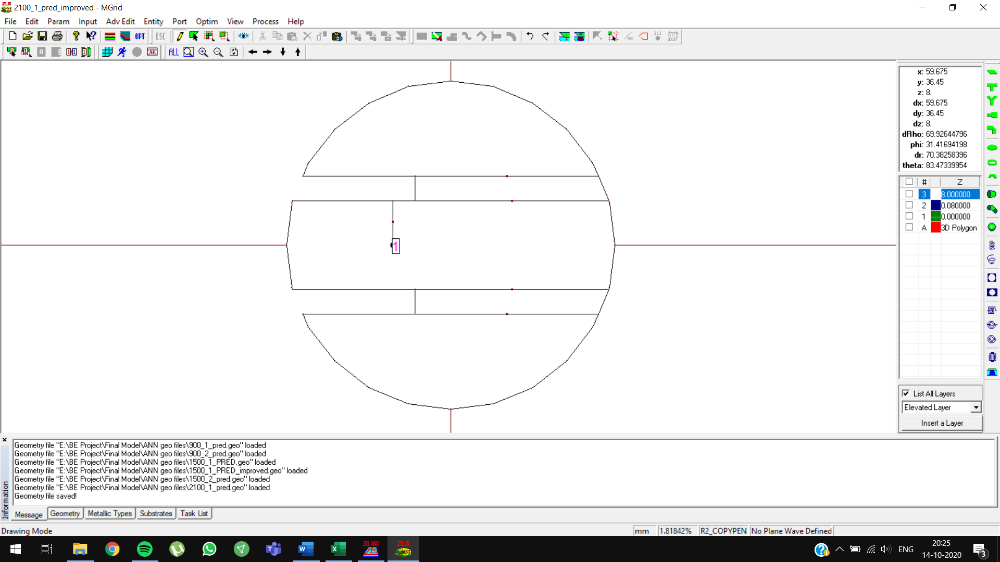 2100_1_pred_improved - MGrid
File Edit Param Input Adv Edit Entity Port Optim View Process Help
ESC
OPT
ALL
x: 59.675
y: 36.45
z: 8.
dx: 59.675
dy: 36.45
dz: 8.
dRho: 69.92644796
phi: 31.41694198
dr: 70.38258396
theta: 83.47339954
# Z
3 8.000000
2 0.080000
1 0.000000
A 3D Polygon
1
List All Layers
Elevated Layer
Insert a Layer
Information
Geometry file "E:\BE Project\Final Model\ANN geo files\900_1_pred.geo" loaded
Geometry file "E:\BE Project\Final Model\ANN geo files\900_2_pred.geo" loaded
Geometry file "E:\BE Project\Final Model\ANN geo files\1500_1_PRED.geo" loaded
Geometry file "E:\BE Project\Final Model\ANN geo files\1500_1_PRED_improved.geo" loaded
Geometry file "E:\BE Project\Final Model\ANN geo files\1500_2_pred.geo" loaded
Geometry file "E:\BE Project\Final Model\ANN geo files\2100_1_pred.geo" loaded
Geometry file saved!
Message Geometry Metallic Types Substrates Task List
Drawing Mode
mm 1.81842% R2_COPYPEN No Plane Wave Defined
ZELAND
ZLS
ENG
20:25
14-10-2020
3